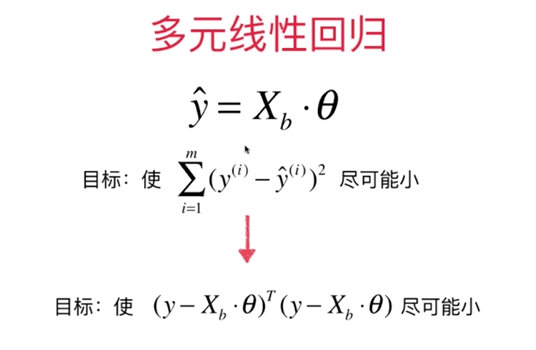 多元线性回归
ŷ = X_b · θ
目标：使 ∑_{i=1}^{m} (y^{(i)} − ŷ^{(i)})² 尽可能小
目标：使 (y − X_b · θ)^T (y − X_b · θ) 尽可能小